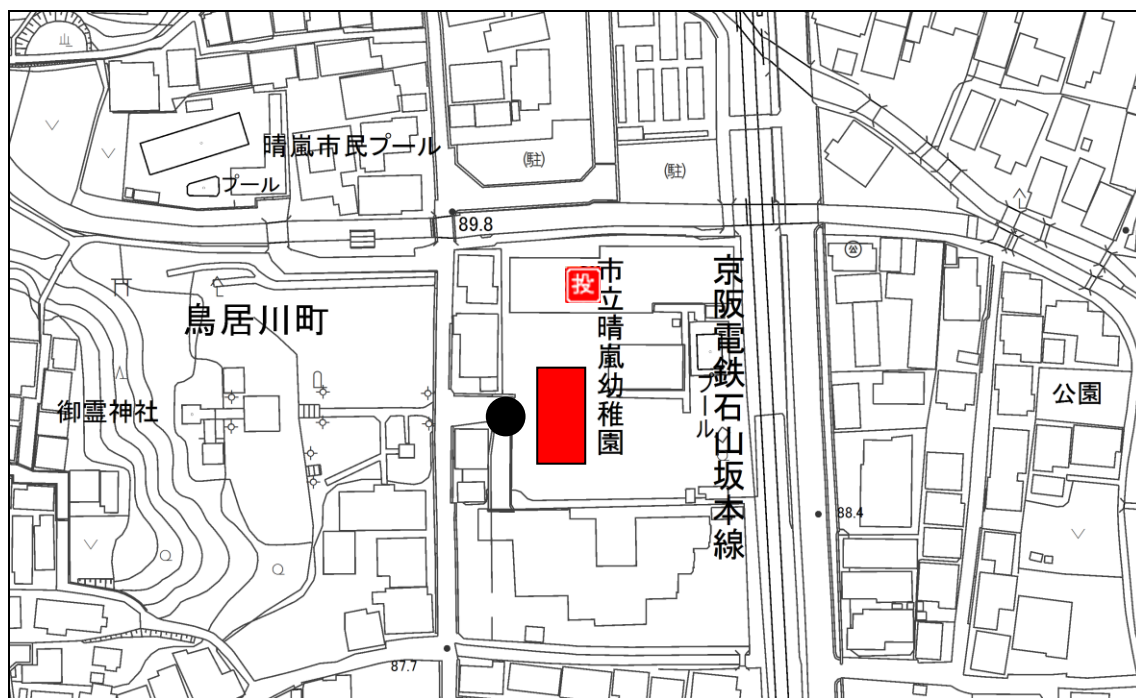 晴嵐市民プール
プール
(駐)
(駐)
89.8
公
投
市立晴嵐幼稚園
京阪電鉄石山坂本線
鳥居川町
プール
御霊神社
公園
88.4
87.7